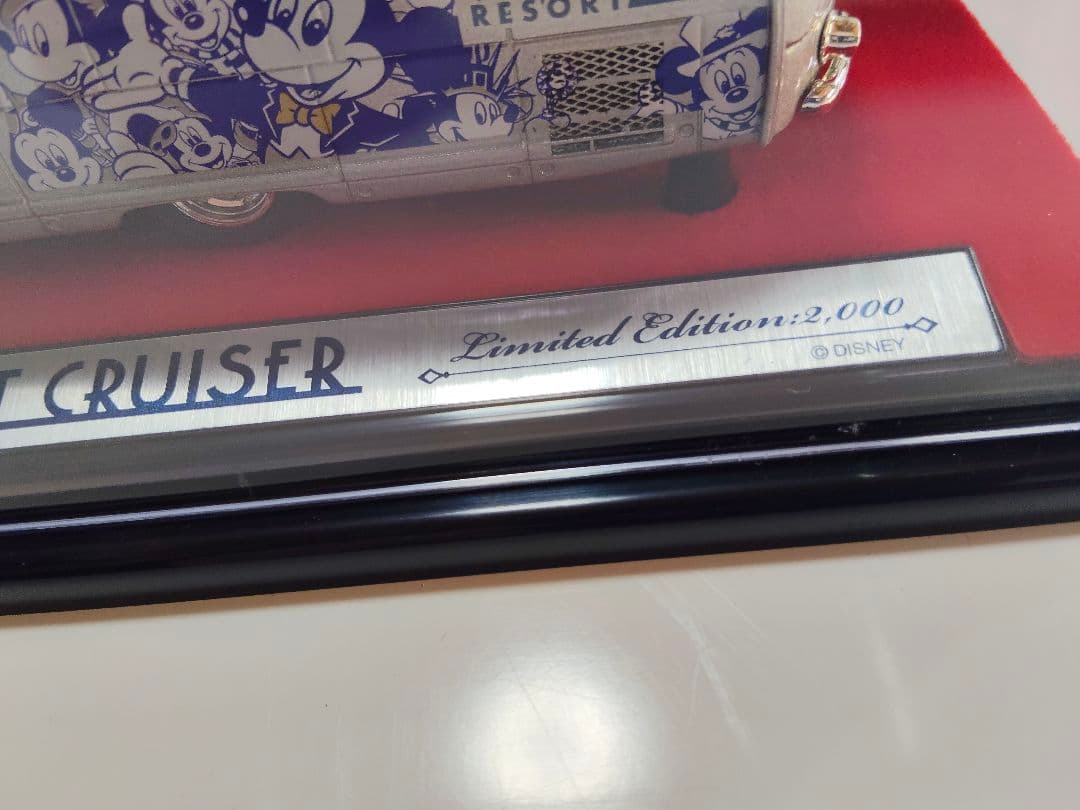 RESORT
T CRUISER
Limited Edition:2,000
© DISNEY